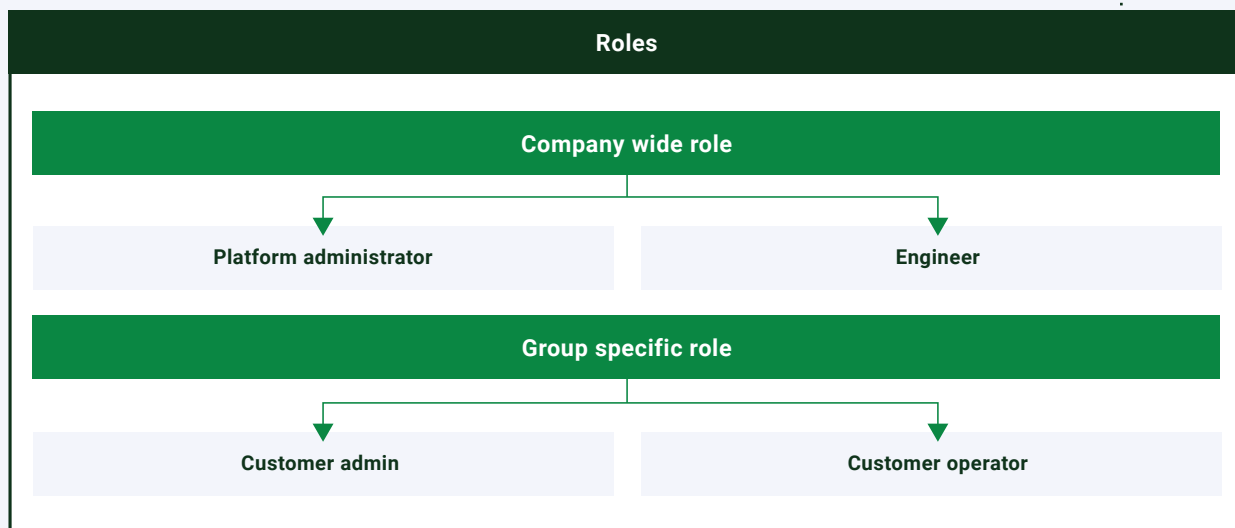 Roles
Company wide role
Platform administrator
Engineer
Group specific role
Customer admin
Customer operator